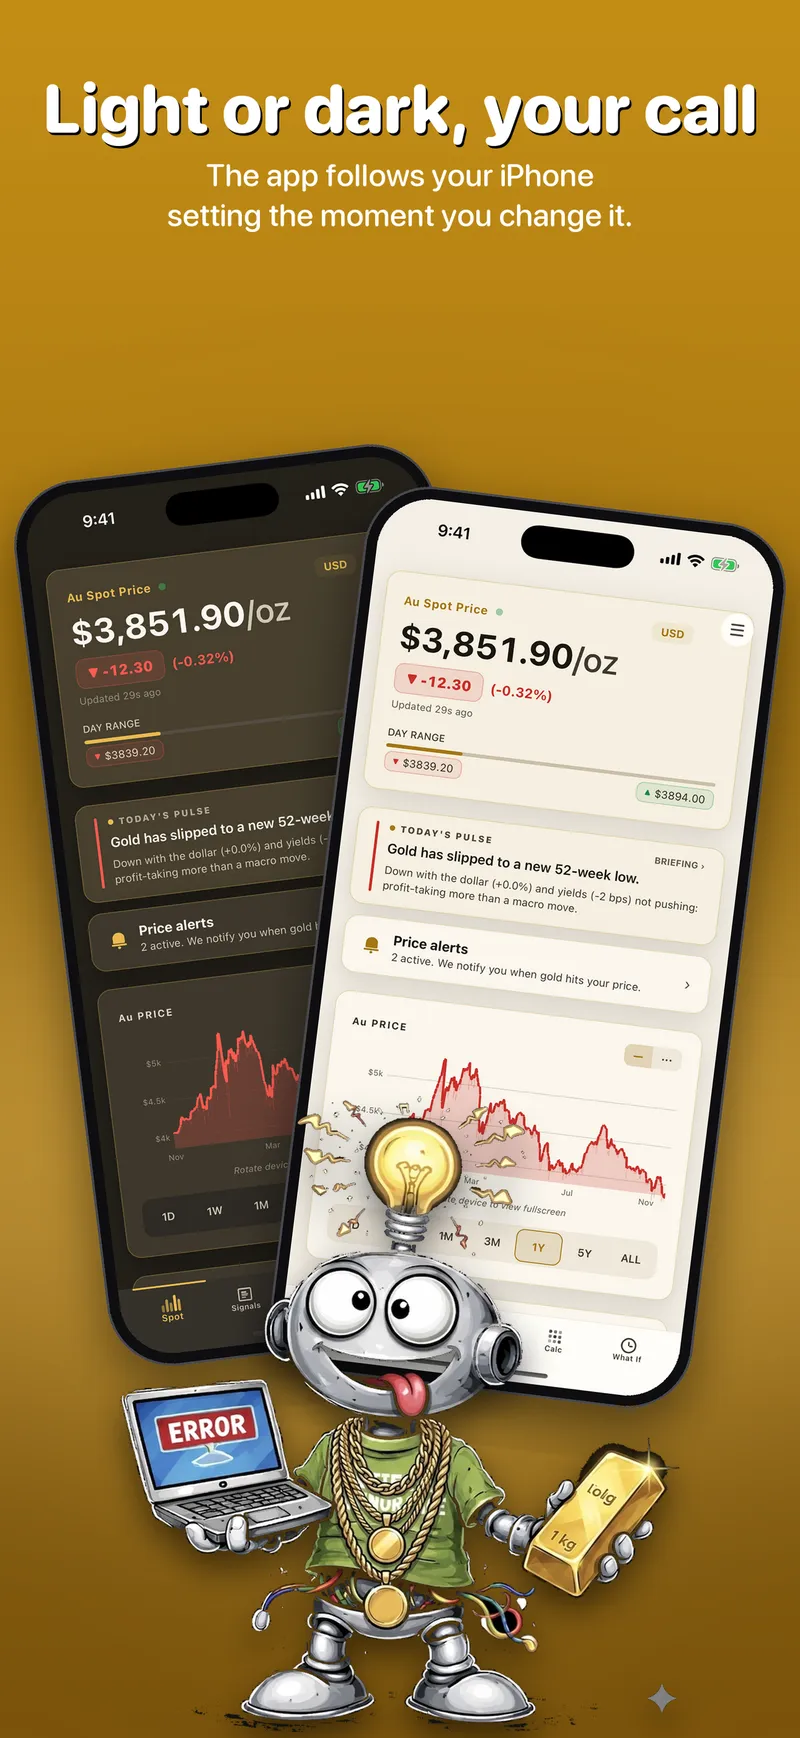 Light or dark, your call
The app follows your iPhone
setting the moment you change it.
9:41
Au Spot Price
USD
$3,851.90/oz
▼ -12.30 (-0.32%)
Updated 29s ago
DAY RANGE
▼ $3839.20
TODAY'S PULSE
Gold has slipped to a new 52-week
Down with the dollar (+0.0%) and yields (-
profit-taking more than a macro move.
Price alerts
2 active. We notify you when gold h
Au PRICE
$5k
$4.5k
$4k
Nov Mar
Rotate devic
1D 1W 1M
Spot Signals
9:41
Au Spot Price
USD
$3,851.90/oz
▼ -12.30 (-0.32%)
Updated 29s ago
DAY RANGE
▼ $3839.20
▲ $3894.00
TODAY'S PULSE
BRIEFING ›
Gold has slipped to a new 52-week low.
Down with the dollar (+0.0%) and yields (-2 bps) not pushing:
profit-taking more than a macro move.
Price alerts
2 active. We notify you when gold hits your price.
Au PRICE
$5k
$4.5k
Mar Jul Nov
device to view fullscreen
1M 3M 1Y 5Y ALL
Calc What If
ERROR
1 kg